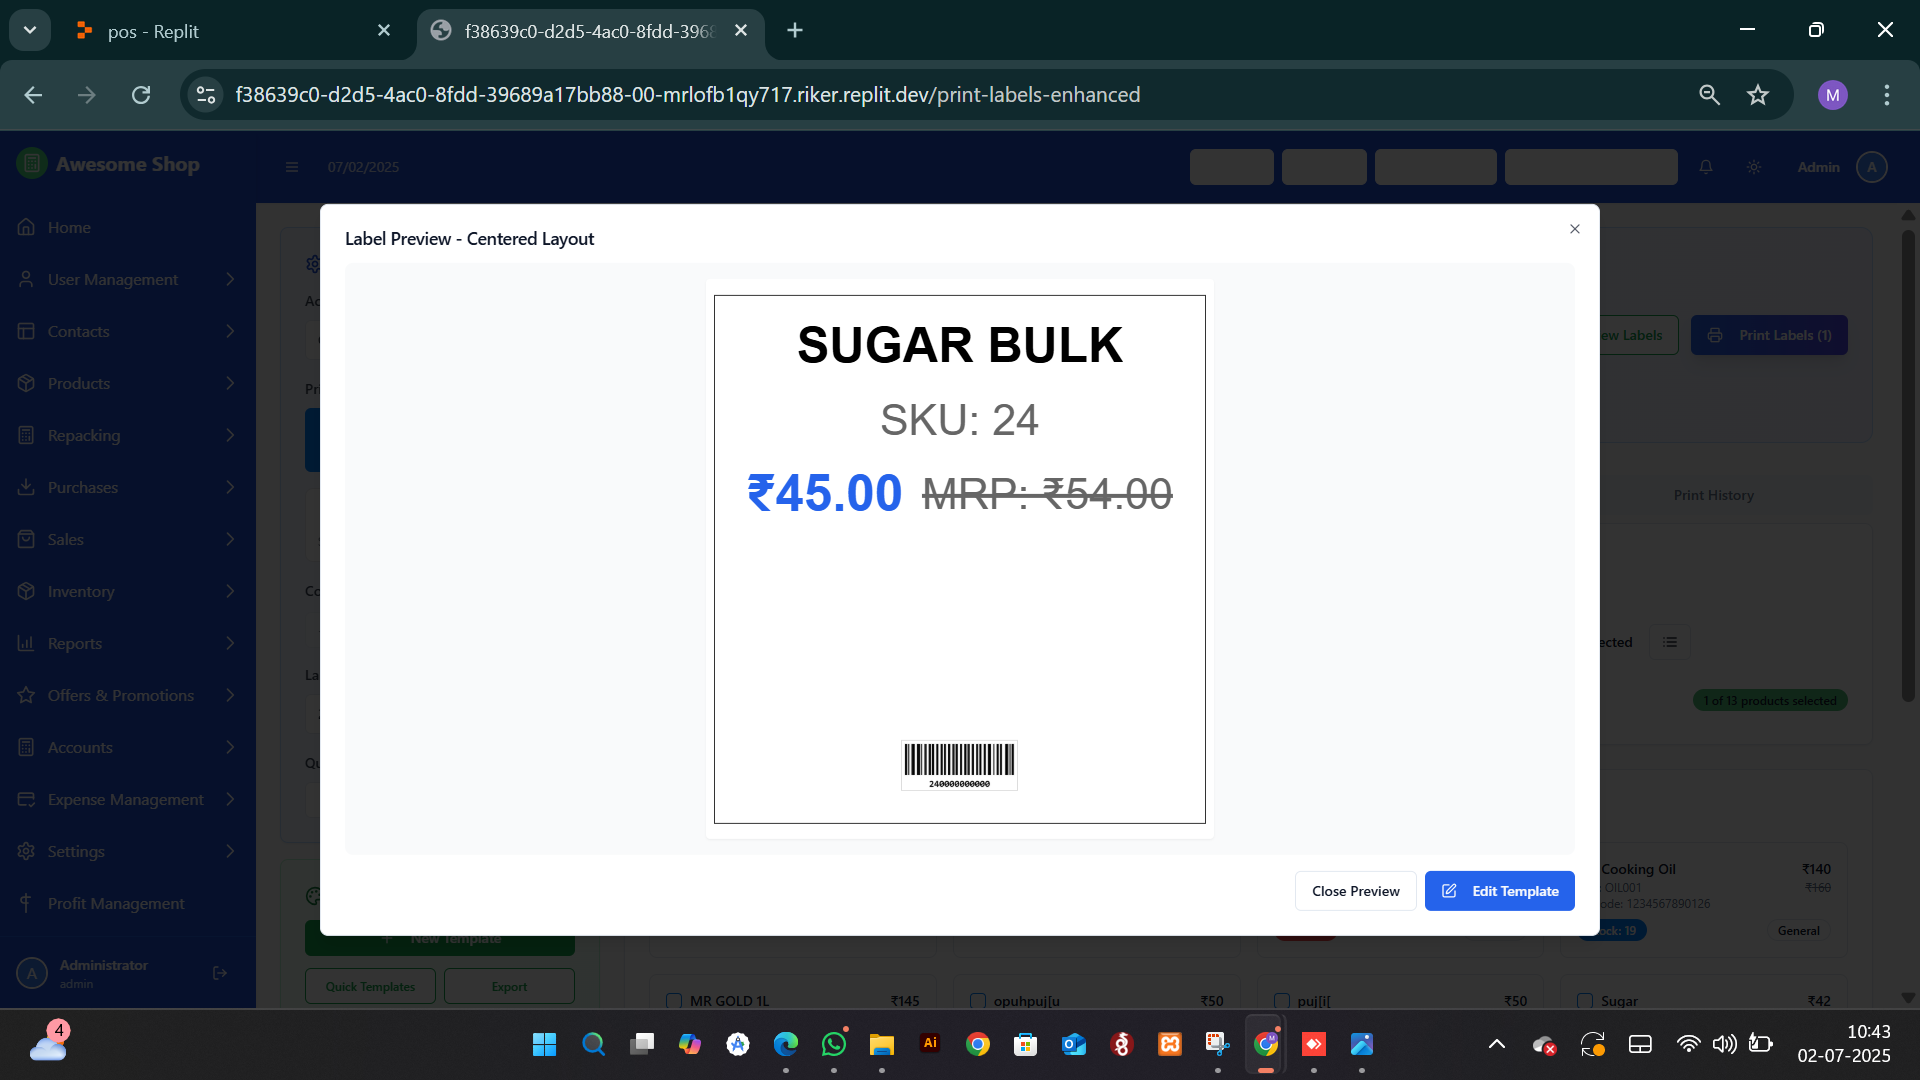 pos - Replit
f38639c0-d2d5-4ac0-8fdd-3968
f38639c0-d2d5-4ac0-8fdd-39689a17bb88-00-mrlofb1qy717.riker.replit.dev/print-labels-enhanced
M
Awesome Shop
07/02/2025
Admin
A
Home
User Management
Contacts
Products
Repacking
Purchases
Sales
Inventory
Reports
Offers & Promotions
Accounts
Expense Management
Settings
Profit Management
Administrator
admin
A
Label Preview - Centered Layout
SUGAR BULK
SKU: 24
₹45.00 MRP: ₹54.00
240000000000
Close Preview
Edit Template
ew Labels
Print Labels (1)
Print History
ected
1 of 13 products selected
Cooking Oil
₹140
: OIL001
₹160
ode: 1234567890126
ock: 19
General
New Template
Quick Templates
Export
MR GOLD 1L
₹145
opuhpuj[u
₹50
puj[i[
₹50
Sugar
₹42
4
Ai
10:43
02-07-2025